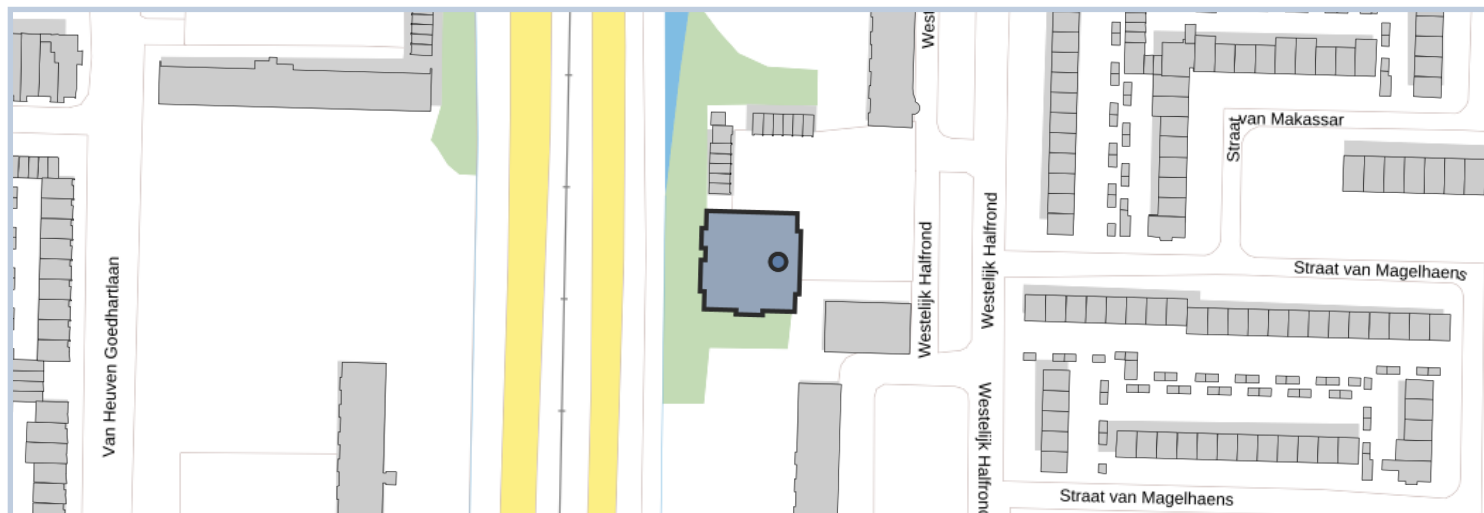 West
Straat
van Makassar
Westelijk Halfrond
Westelijk Halfrond
Van Heuven Goedhartlaan
Straat van Magelhaens
Westelijk Halfrond
Straat van Magelhaens